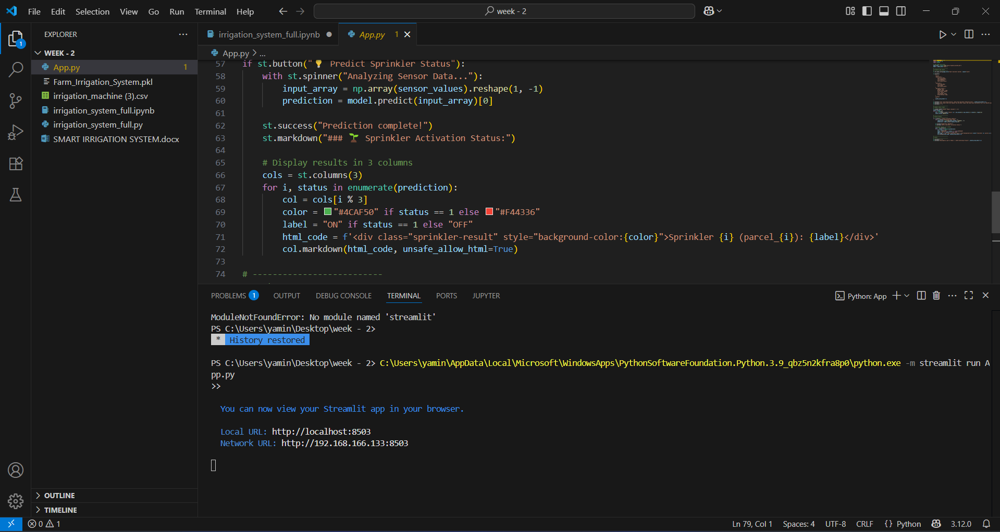 File Edit Selection View Go Run Terminal Help
week - 2
EXPLORER
WEEK - 2
App.py 1
Farm_Irrigation_System.pkl
irrigation_machine (3).csv
irrigation_system_full.ipynb
irrigation_system_full.py
SMART IRRIGATION SYSTEM.docx
OUTLINE
TIMELINE
1
irrigation_system_full.ipynb
App.py 1
App.py > ...
57 if st.button("💡 Predict Sprinkler Status"):
58 with st.spinner("Analyzing Sensor Data..."):
59 input_array = np.array(sensor_values).reshape(1, -1)
60 prediction = model.predict(input_array)[0]
61
62 st.success("Prediction complete!")
63 st.markdown("### 🌱 Sprinkler Activation Status:")
64
65 # Display results in 3 columns
66 cols = st.columns(3)
67 for i, status in enumerate(prediction):
68 col = cols[i % 3]
69 color = "#4CAF50" if status == 1 else "#F44336"
70 label = "ON" if status == 1 else "OFF"
71 html_code = f'<div class="sprinkler-result" style="background-color:{color}">Sprinkler {i} (parcel_{i}): {label}</div>'
72 col.markdown(html_code, unsafe_allow_html=True)
73
74 # --------------------------
PROBLEMS 1 OUTPUT DEBUG CONSOLE TERMINAL PORTS JUPYTER
Python: App
ModuleNotFoundError: No module named 'streamlit'
PS C:\Users\yamin\Desktop\week - 2>
* History restored
PS C:\Users\yamin\Desktop\week - 2> C:\Users\yamin\AppData\Local\Microsoft\WindowsApps\PythonSoftwareFoundation.Python.3.9_qbz5n2kfra8p0\python.exe -m streamlit run A
pp.py
>>
You can now view your Streamlit app in your browser.
Local URL: http://localhost:8503
Network URL: http://192.168.166.133:8503
0 1
Ln 79, Col 1 Spaces: 4 UTF-8 CRLF {} Python 3.12.0